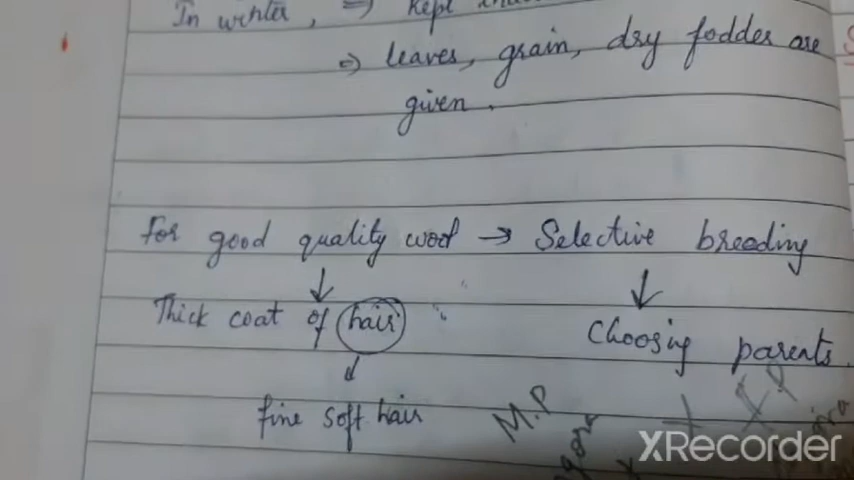 In winter, ⇒ Kept
⇒ leaves, grain, dry fodder are
given.
For good quality wool → Selective breeding
↓ ↓
Thick coat of hair
Choosing parents.
↓
fine soft hair
M.P
XRecorder